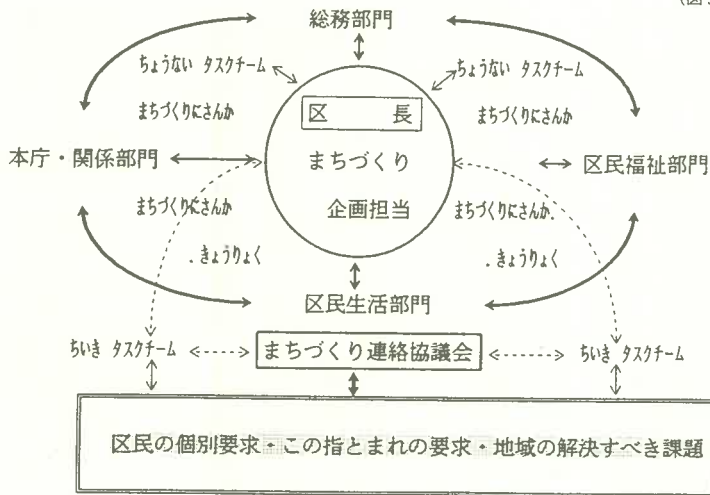 (図
総務部門
ちょうない タスクチーム
ちょうない タスクチーム
まちづくりにさんか
区 長
まちづくりにさんか
本庁・関係部門
まちづくり
区民福祉部門
企画担当
まちづくりにさんか
まちづくりにさんか.
.きょうりょく
.きょうりょく
区民生活部門
ちいき タスクチーム
まちづくり連絡協議会
ちいき タスクチーム
区民の個別要求・この指とまれの要求・地域の解決すべき課題